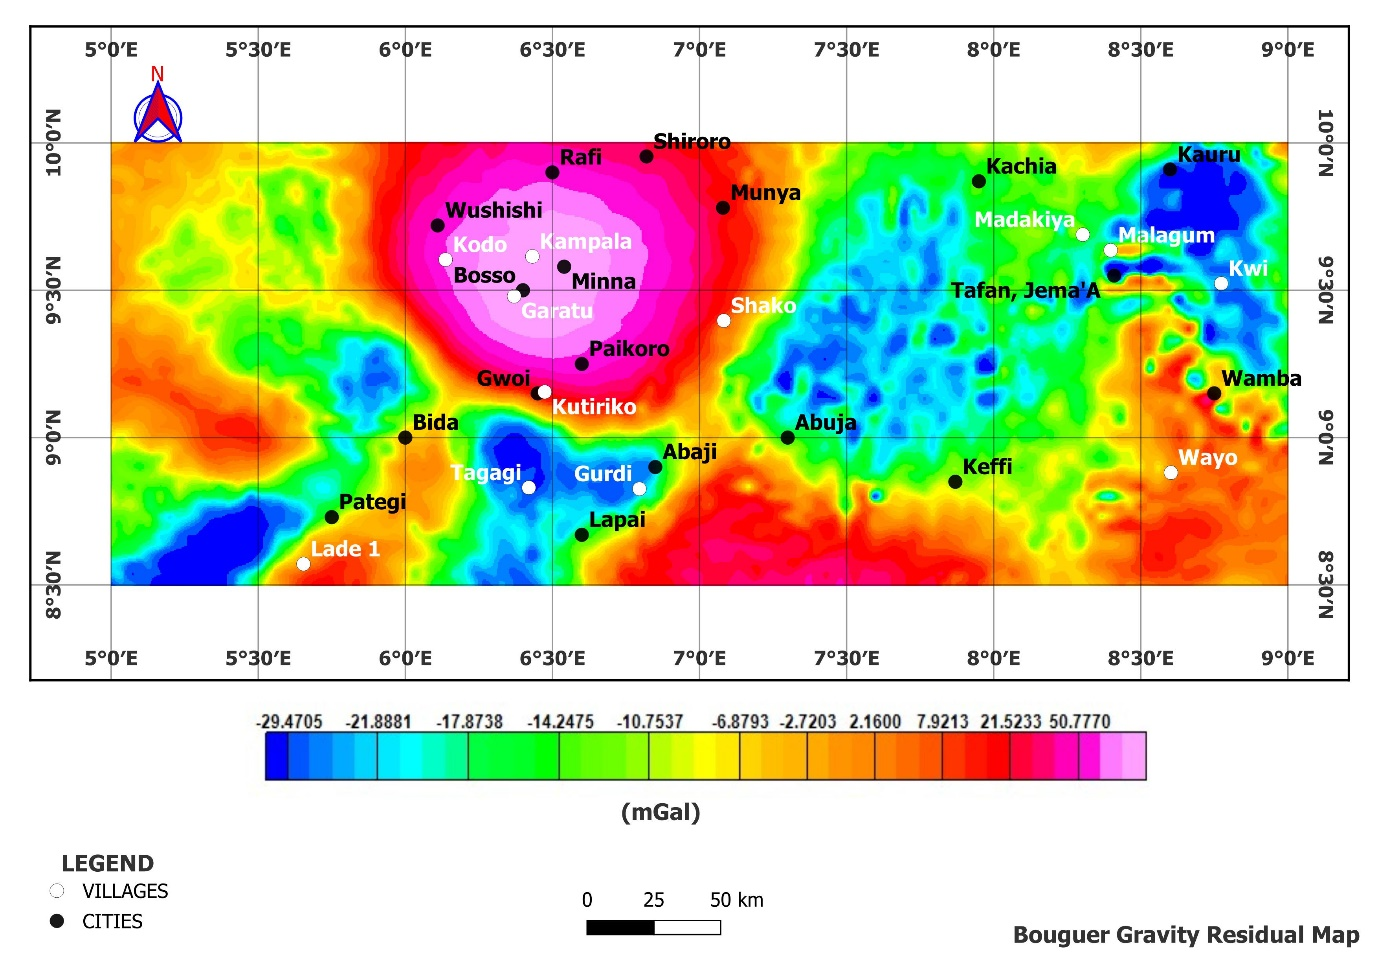 5°0′E 5°30′E 6°0′E 6°30′E 7°0′E 7°30′E 8°0′E 8°30′E 9°0′E
N
10°0′N 10°0′N
Shiroro
Rafi
Kauru
Kachia
Munya
Wushishi
Madakiya
Malagum
Kodo
Kampala
Kwi
Bosso
Minna
Tafan, Jema'A
9°30′N 9°30′N
Garatu
Shako
Paikoro
Gwoi
Wamba
Kutiriko
Bida
Abuja
9°0′N 9°0′N
Abaji
Wayo
Tagagi
Gurdi
Keffi
Pategi
Lapai
Lade 1
8°30′N 8°30′N
5°0′E 5°30′E 6°0′E 6°30′E 7°0′E 7°30′E 8°0′E 8°30′E 9°0′E
-29.4705 -21.8881 -17.8738 -14.2475 -10.7537 -6.8793 -2.7203 2.1600 7.9213 21.5233 50.7770
(mGal)
LEGEND
VILLAGES
CITIES
0 25 50 km
Bouguer Gravity Residual Map